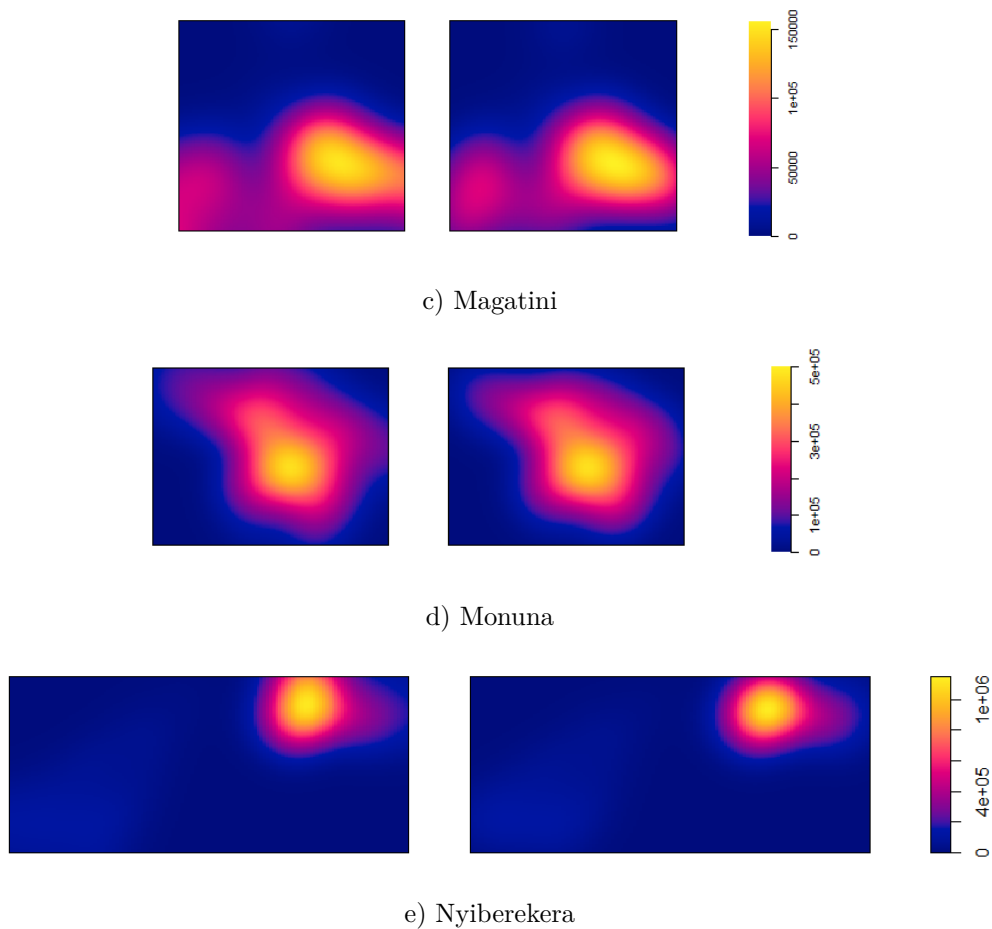 150000
1e+05
50000
0
c) Magatini
5e+05
3e+05
1e+05
0
d) Monuna
1e+06
4e+05
0
e) Nyiberekera